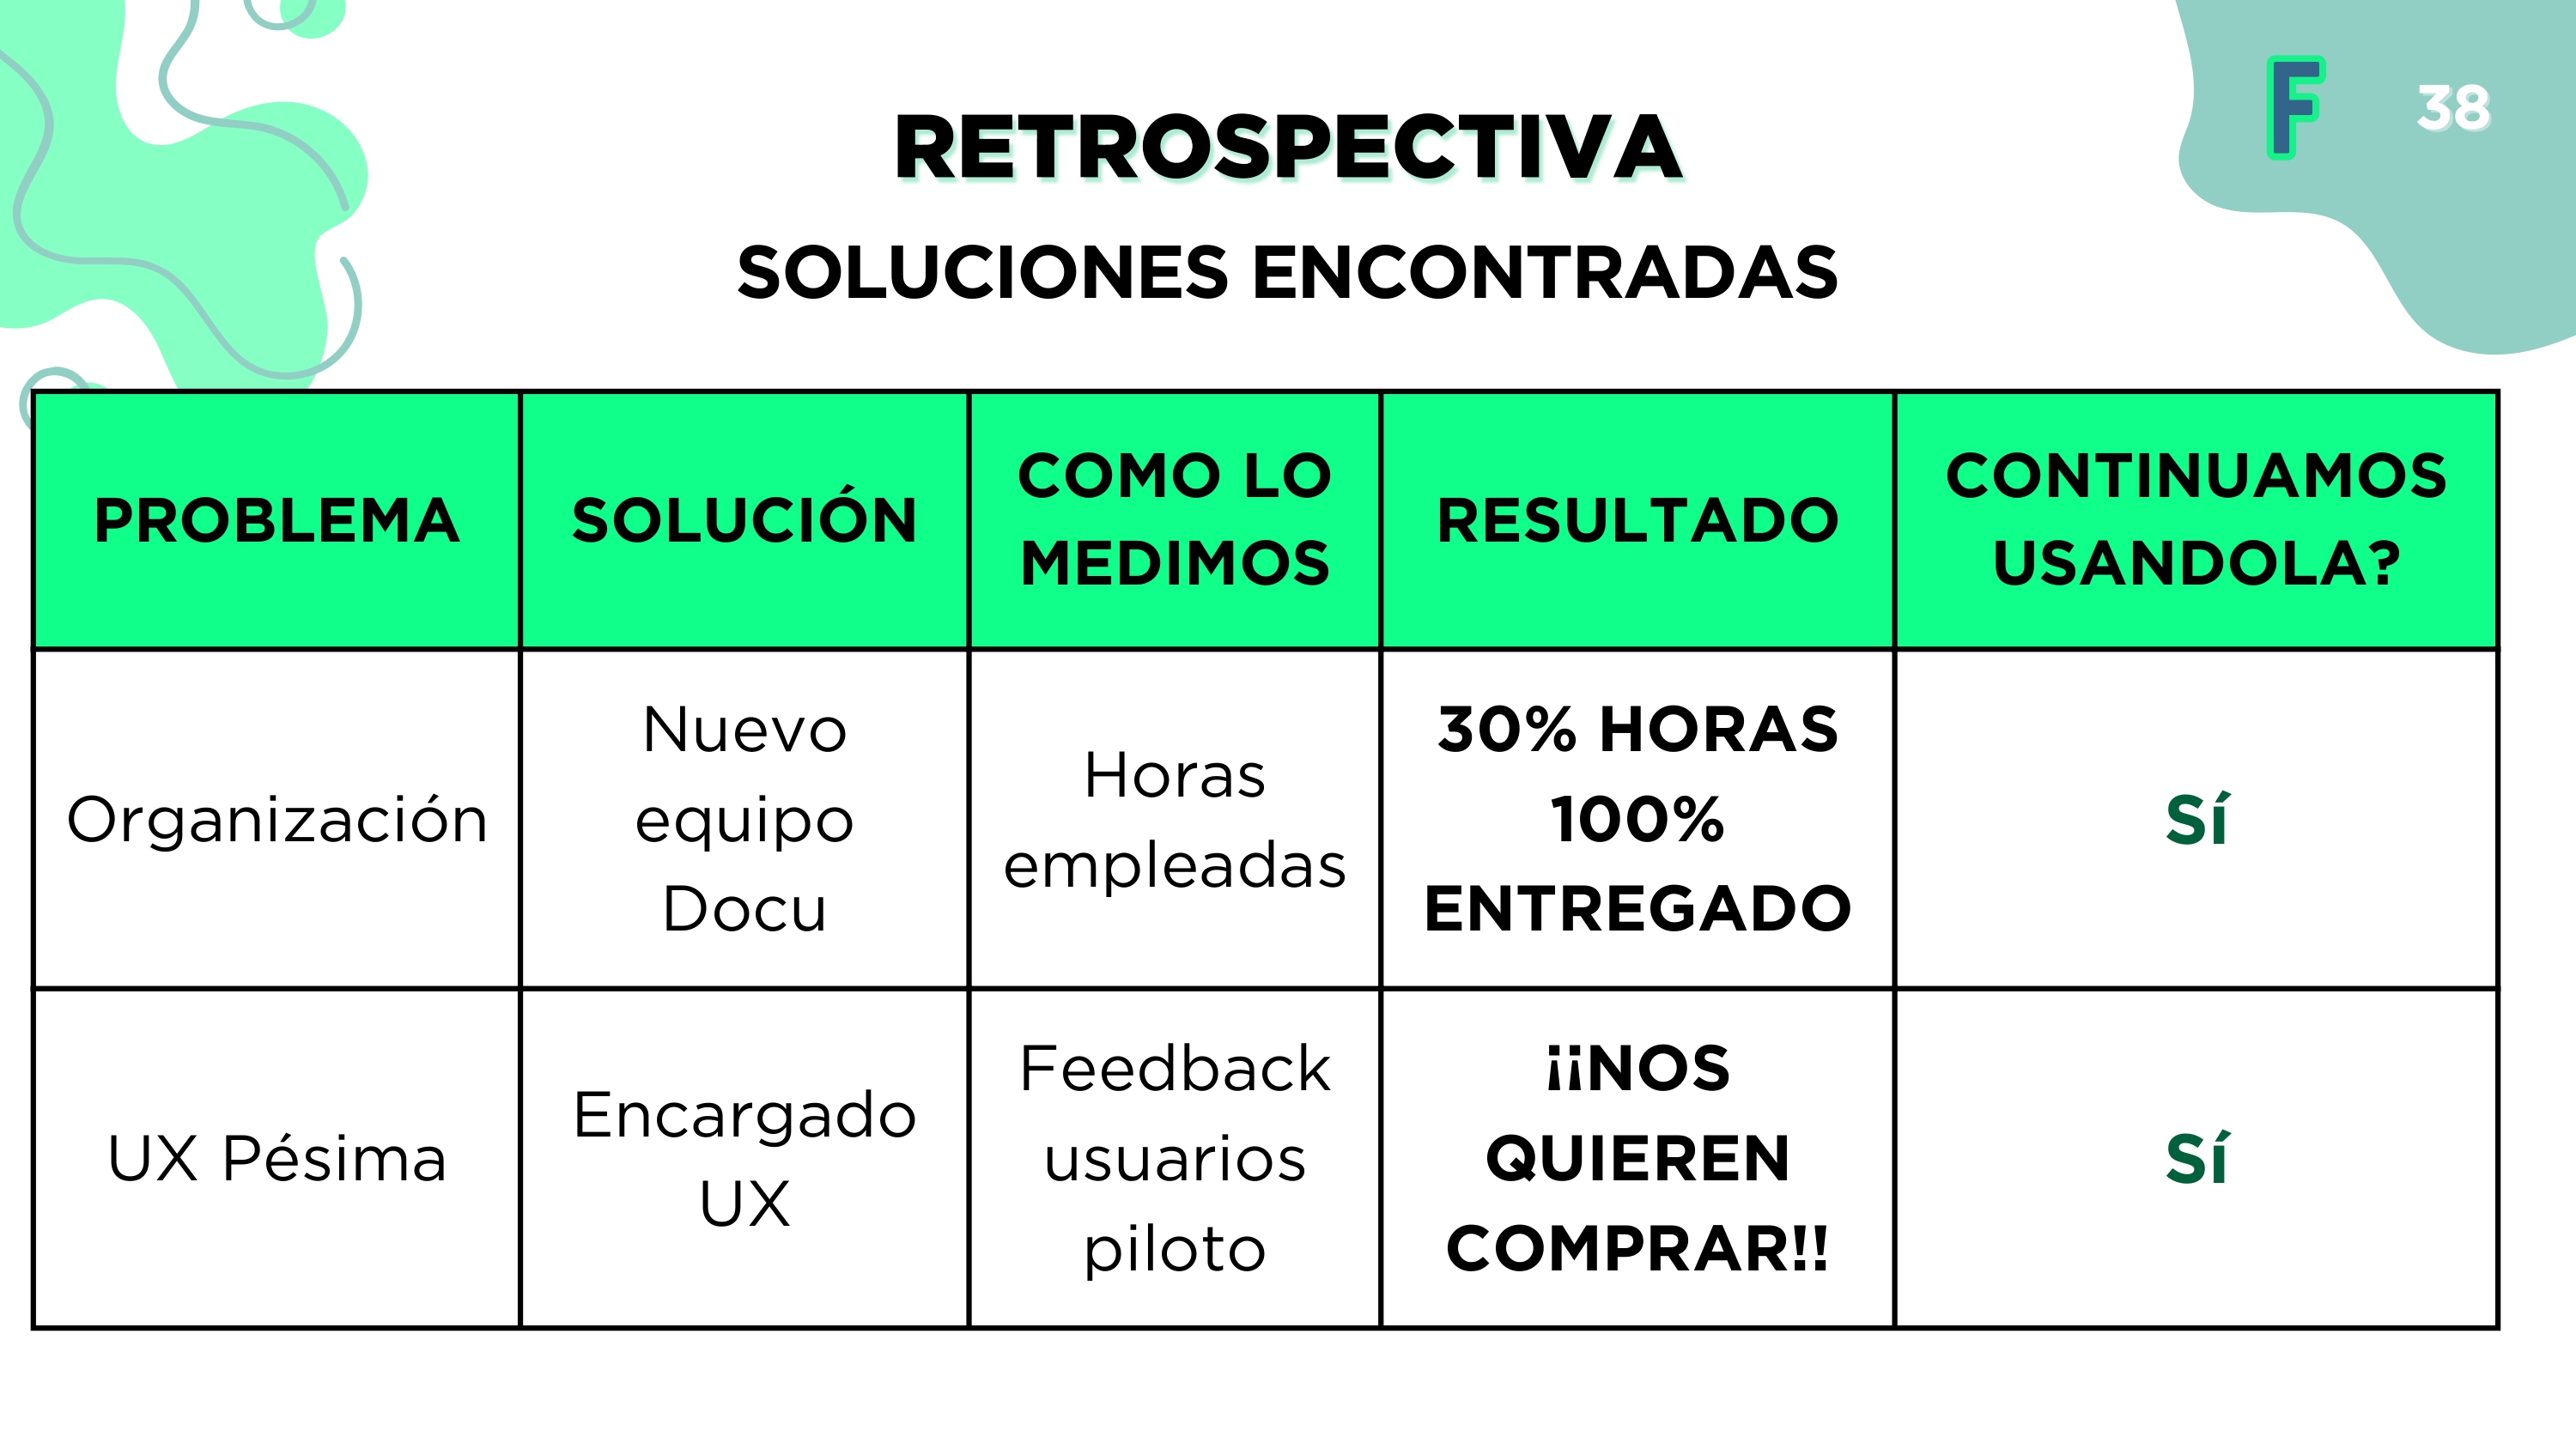 F
38
RETROSPECTIVA
SOLUCIONES ENCONTRADAS
PROBLEMA
SOLUCIÓN
COMO LO
MEDIMOS
RESULTADO
CONTINUAMOS
USANDOLA?
Organización
Nuevo
equipo
Docu
Horas
empleadas
30% HORAS
100%
ENTREGADO
Sí
UX Pésima
Encargado
UX
Feedback
usuarios
piloto
¡¡NOS
QUIEREN
COMPRAR!!
Sí